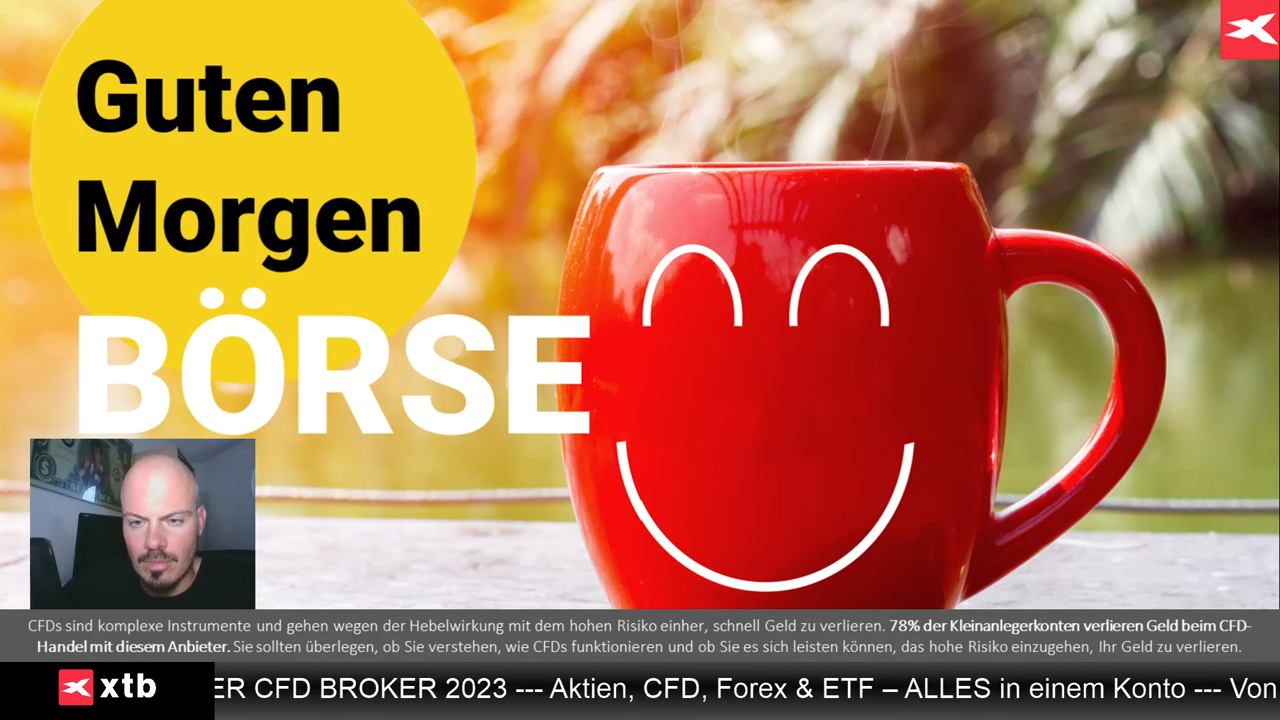 Guten
Morgen
BÖRSE
CFDs sind komplexe Instrumente und gehen wegen der Hebelwirkung mit dem hohen Risiko einher, schnell Geld zu verlieren. 78% der Kleinanlegerkonten verlieren Geld beim CFD-
Handel mit diesem Anbieter. Sie sollten überlegen, ob Sie verstehen, wie CFDs funktionieren und ob Sie es sich leisten können, das hohe Risiko einzugehen, Ihr Geld zu verlieren.
xtb ER CFD BROKER 2023 --- Aktien, CFD, Forex & ETF – ALLES in einem Konto --- Von